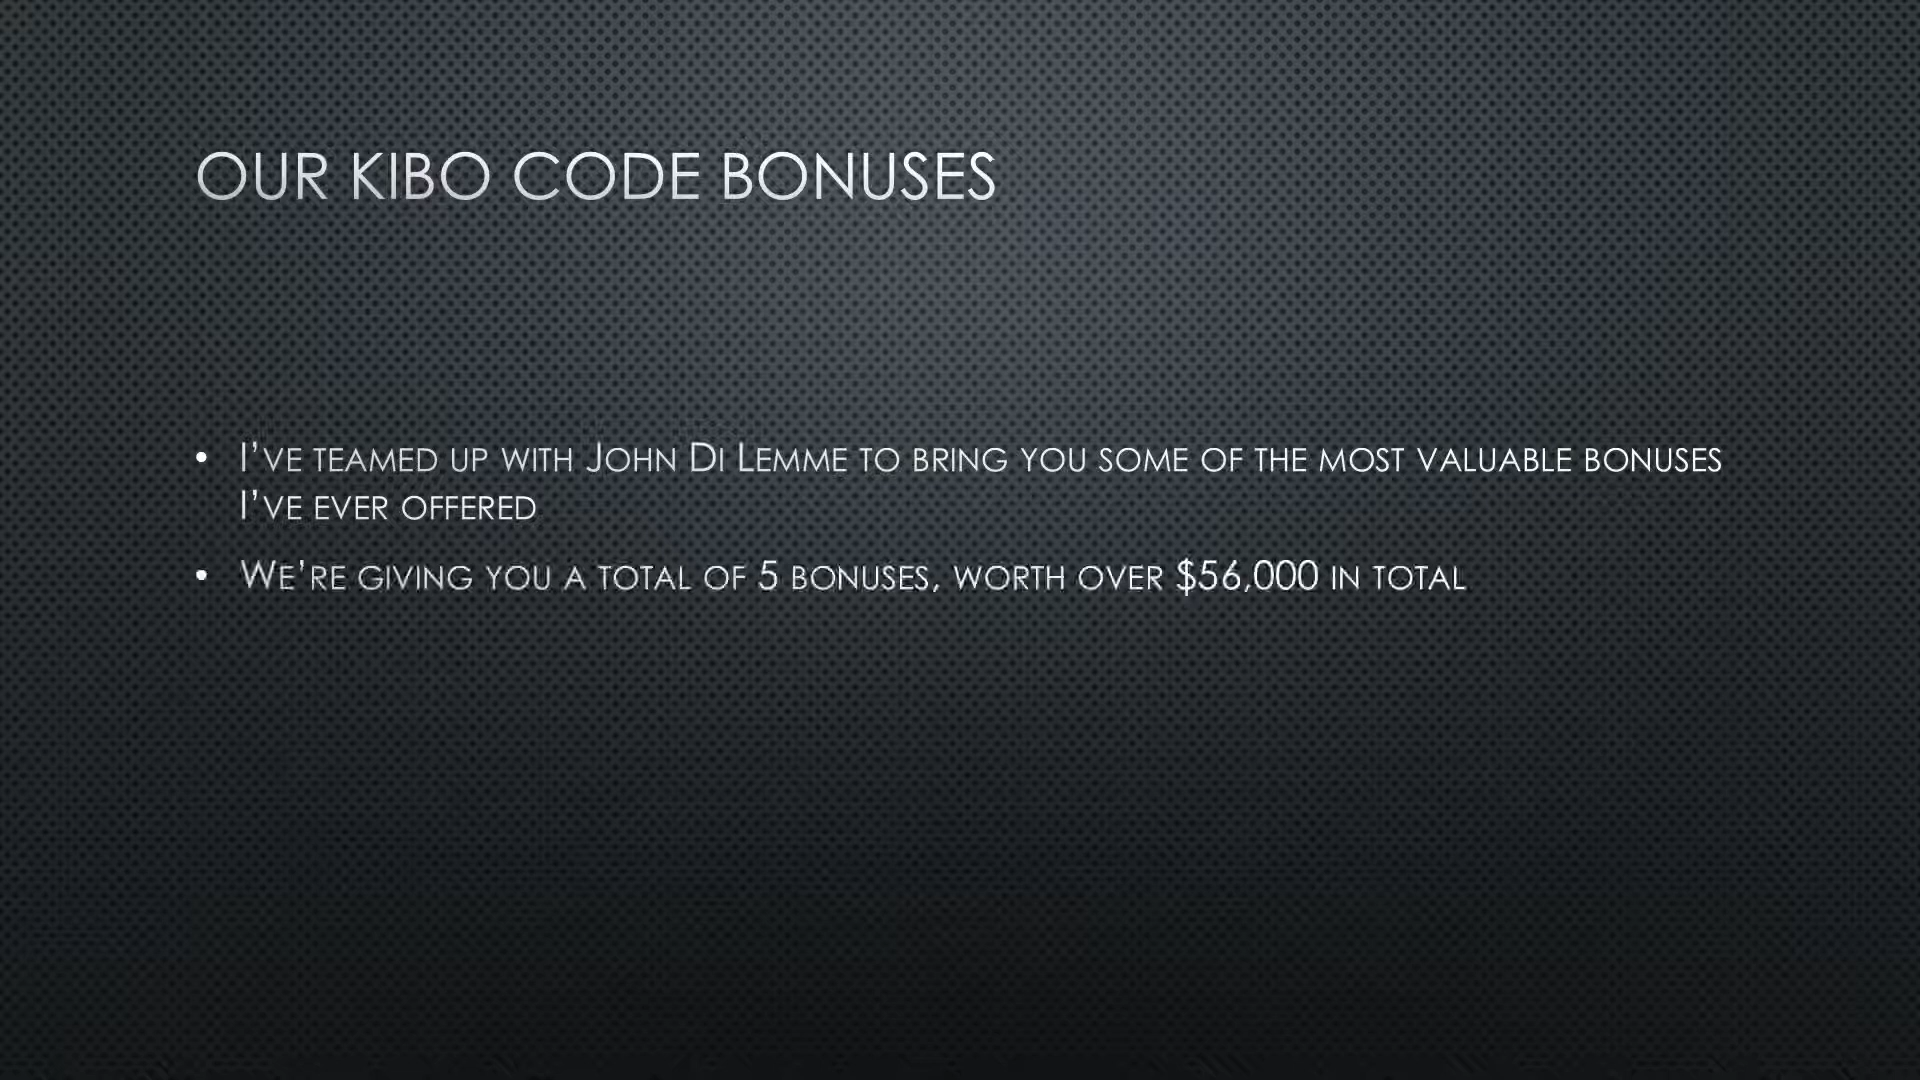 OUR KIBO CODE BONUSES
• I’VE TEAMED UP WITH JOHN DI LEMME TO BRING YOU SOME OF THE MOST VALUABLE BONUSES
I’VE EVER OFFERED
• WE’RE GIVING YOU A TOTAL OF 5 BONUSES, WORTH OVER $56,000 IN TOTAL